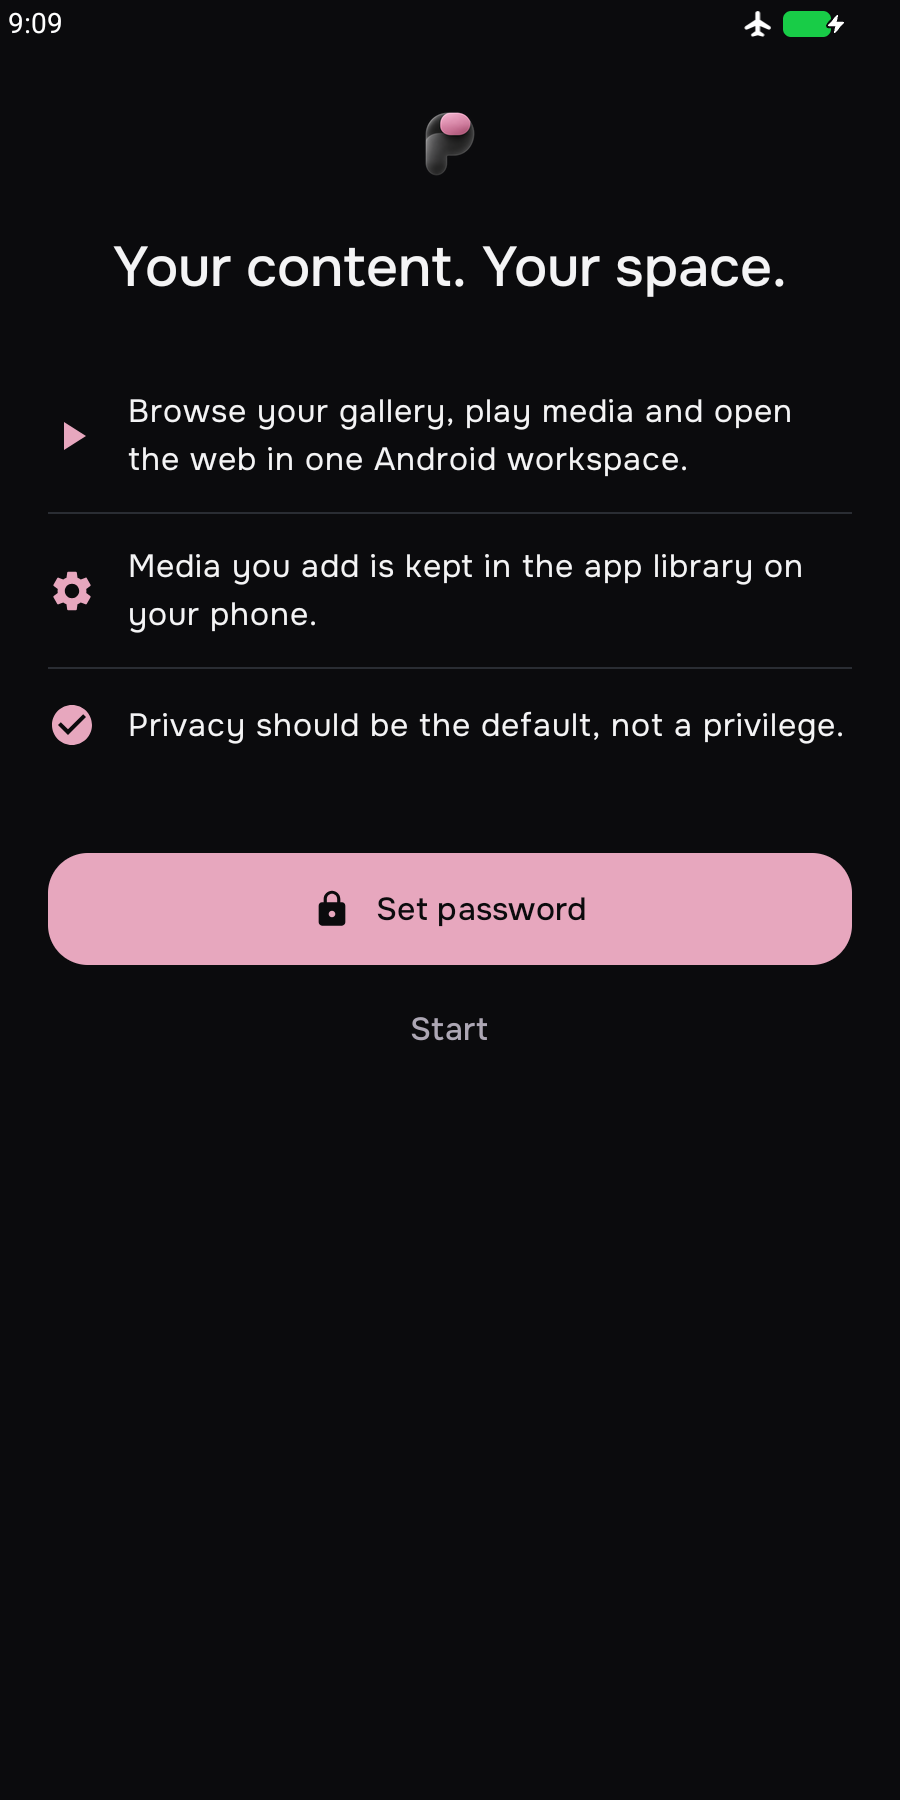 9:09
Your content. Your space.
Browse your gallery, play media and open
the web in one Android workspace.
Media you add is kept in the app library on
your phone.
Privacy should be the default, not a privilege.
Set password
Start